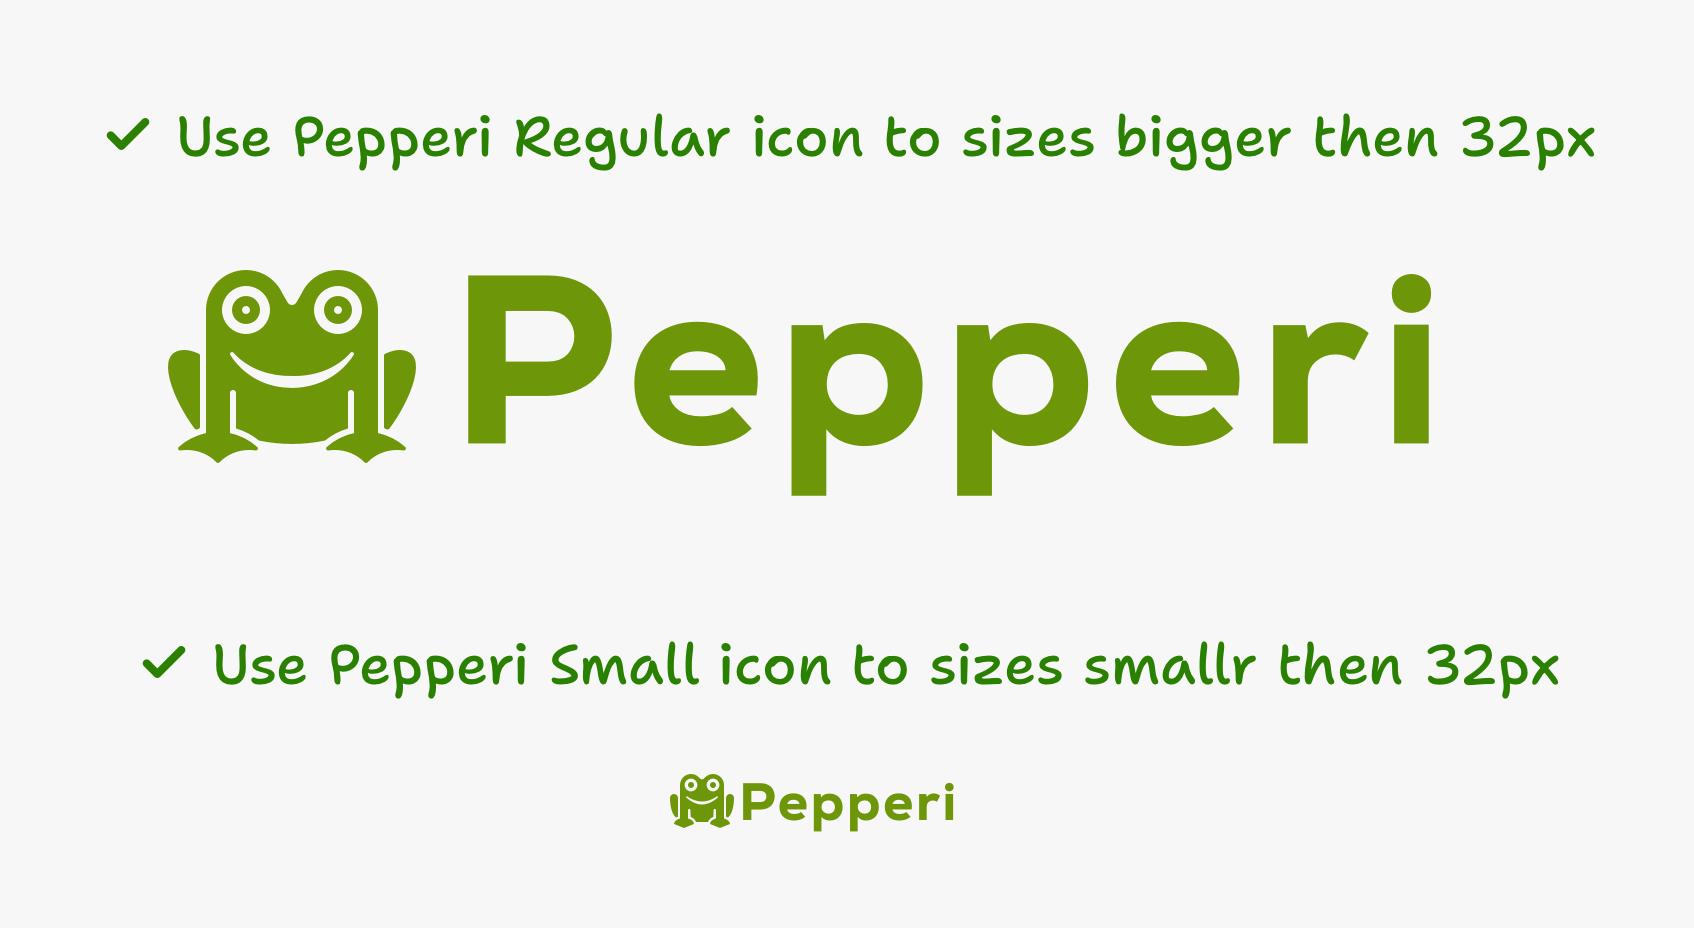 ✓ Use Pepperi Regular icon to sizes bigger then 32px
Pepperi
✓ Use Pepperi Small icon to sizes smallr then 32px
Pepperi